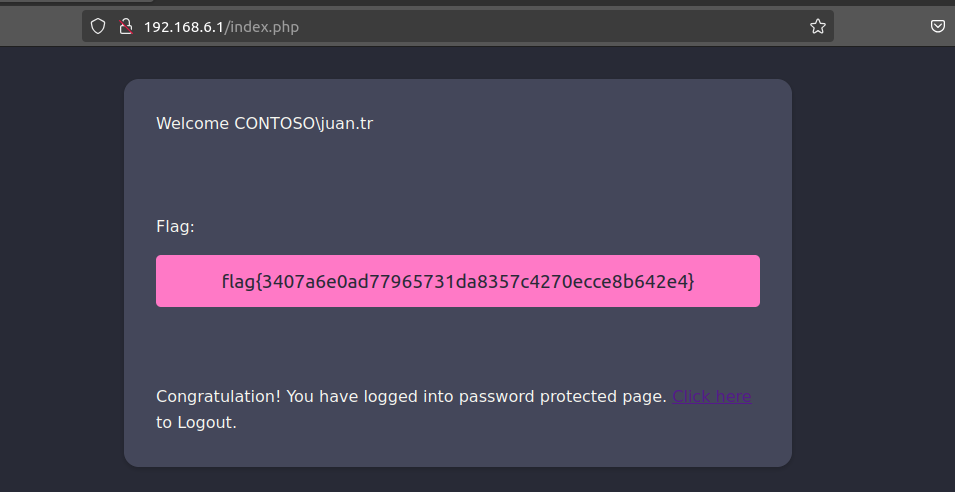 192.168.6.1/index.php
Welcome CONTOSO\juan.tr
Flag:
flag{3407a6e0ad77965731da8357c4270ecce8b642e4}
Congratulation! You have logged into password protected page. Click here
to Logout.